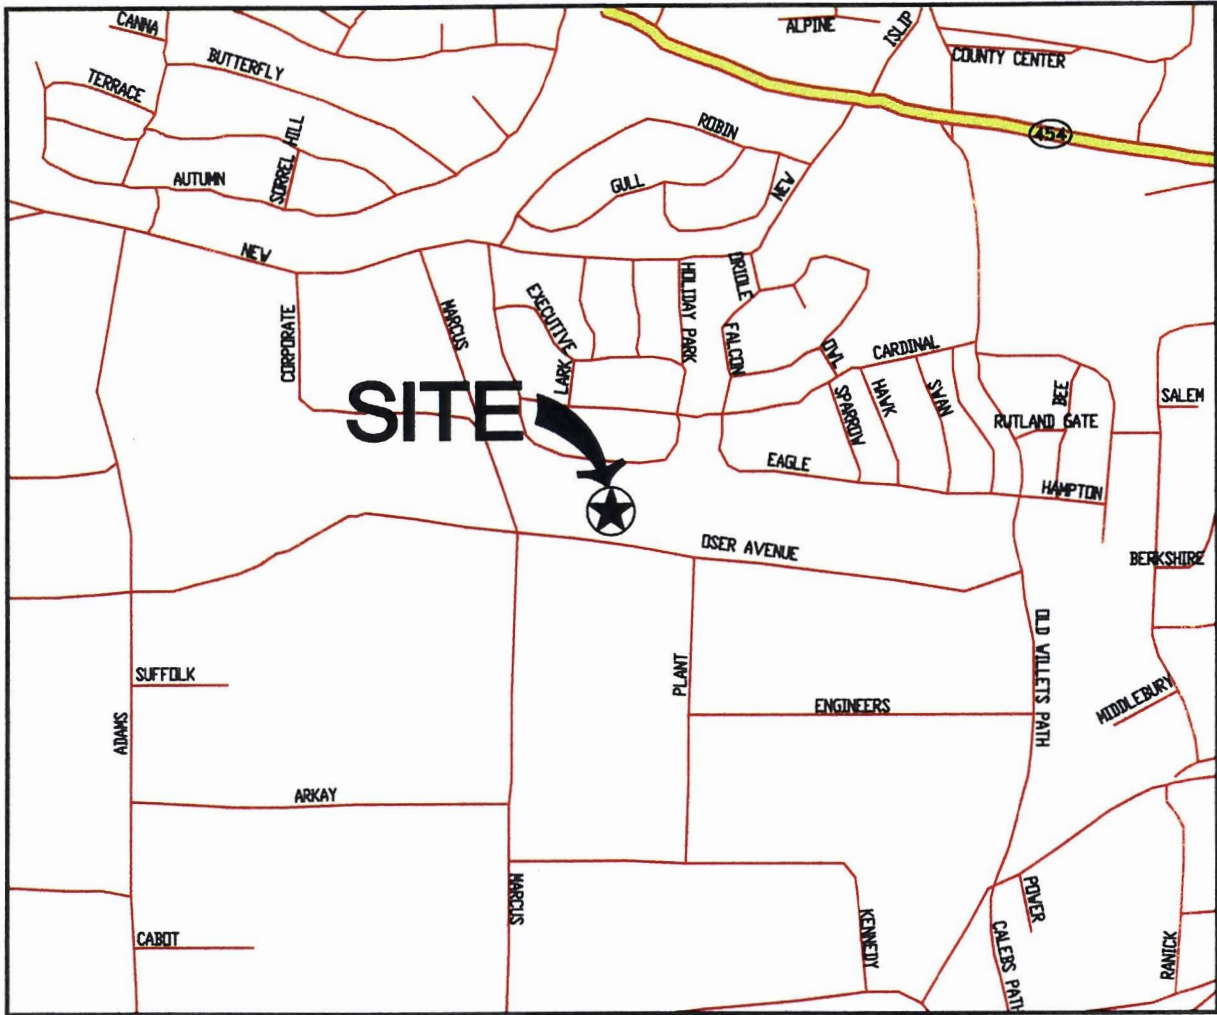 CANNA
ALPINE
ISLIP
COUNTY CENTER
BUTTERFLY
TERRACE
ROBIN
454
SORREL HILL
AUTUMN
GULL
NEW
NEW
ORIOLE
HOLIDAY PARK
EXECUTIVE
CORPORATE
MARCUS
FALCON
OWL
CARDINAL
LARK
SITE
SPARROW
HAWK
SWAN
BEE
SALEM
RUTLAND GATE
EAGLE
HAMPTON
OSER AVENUE
BERKSHIRE
OLD WILLETS PATH
SUFFOLK
PLANT
ENGINEERS
MIDDLEBURY
ADAMS
ARKAY
MARCUS
POWER
KENNEDY
CALEBS PATH
RANICK
CABOT